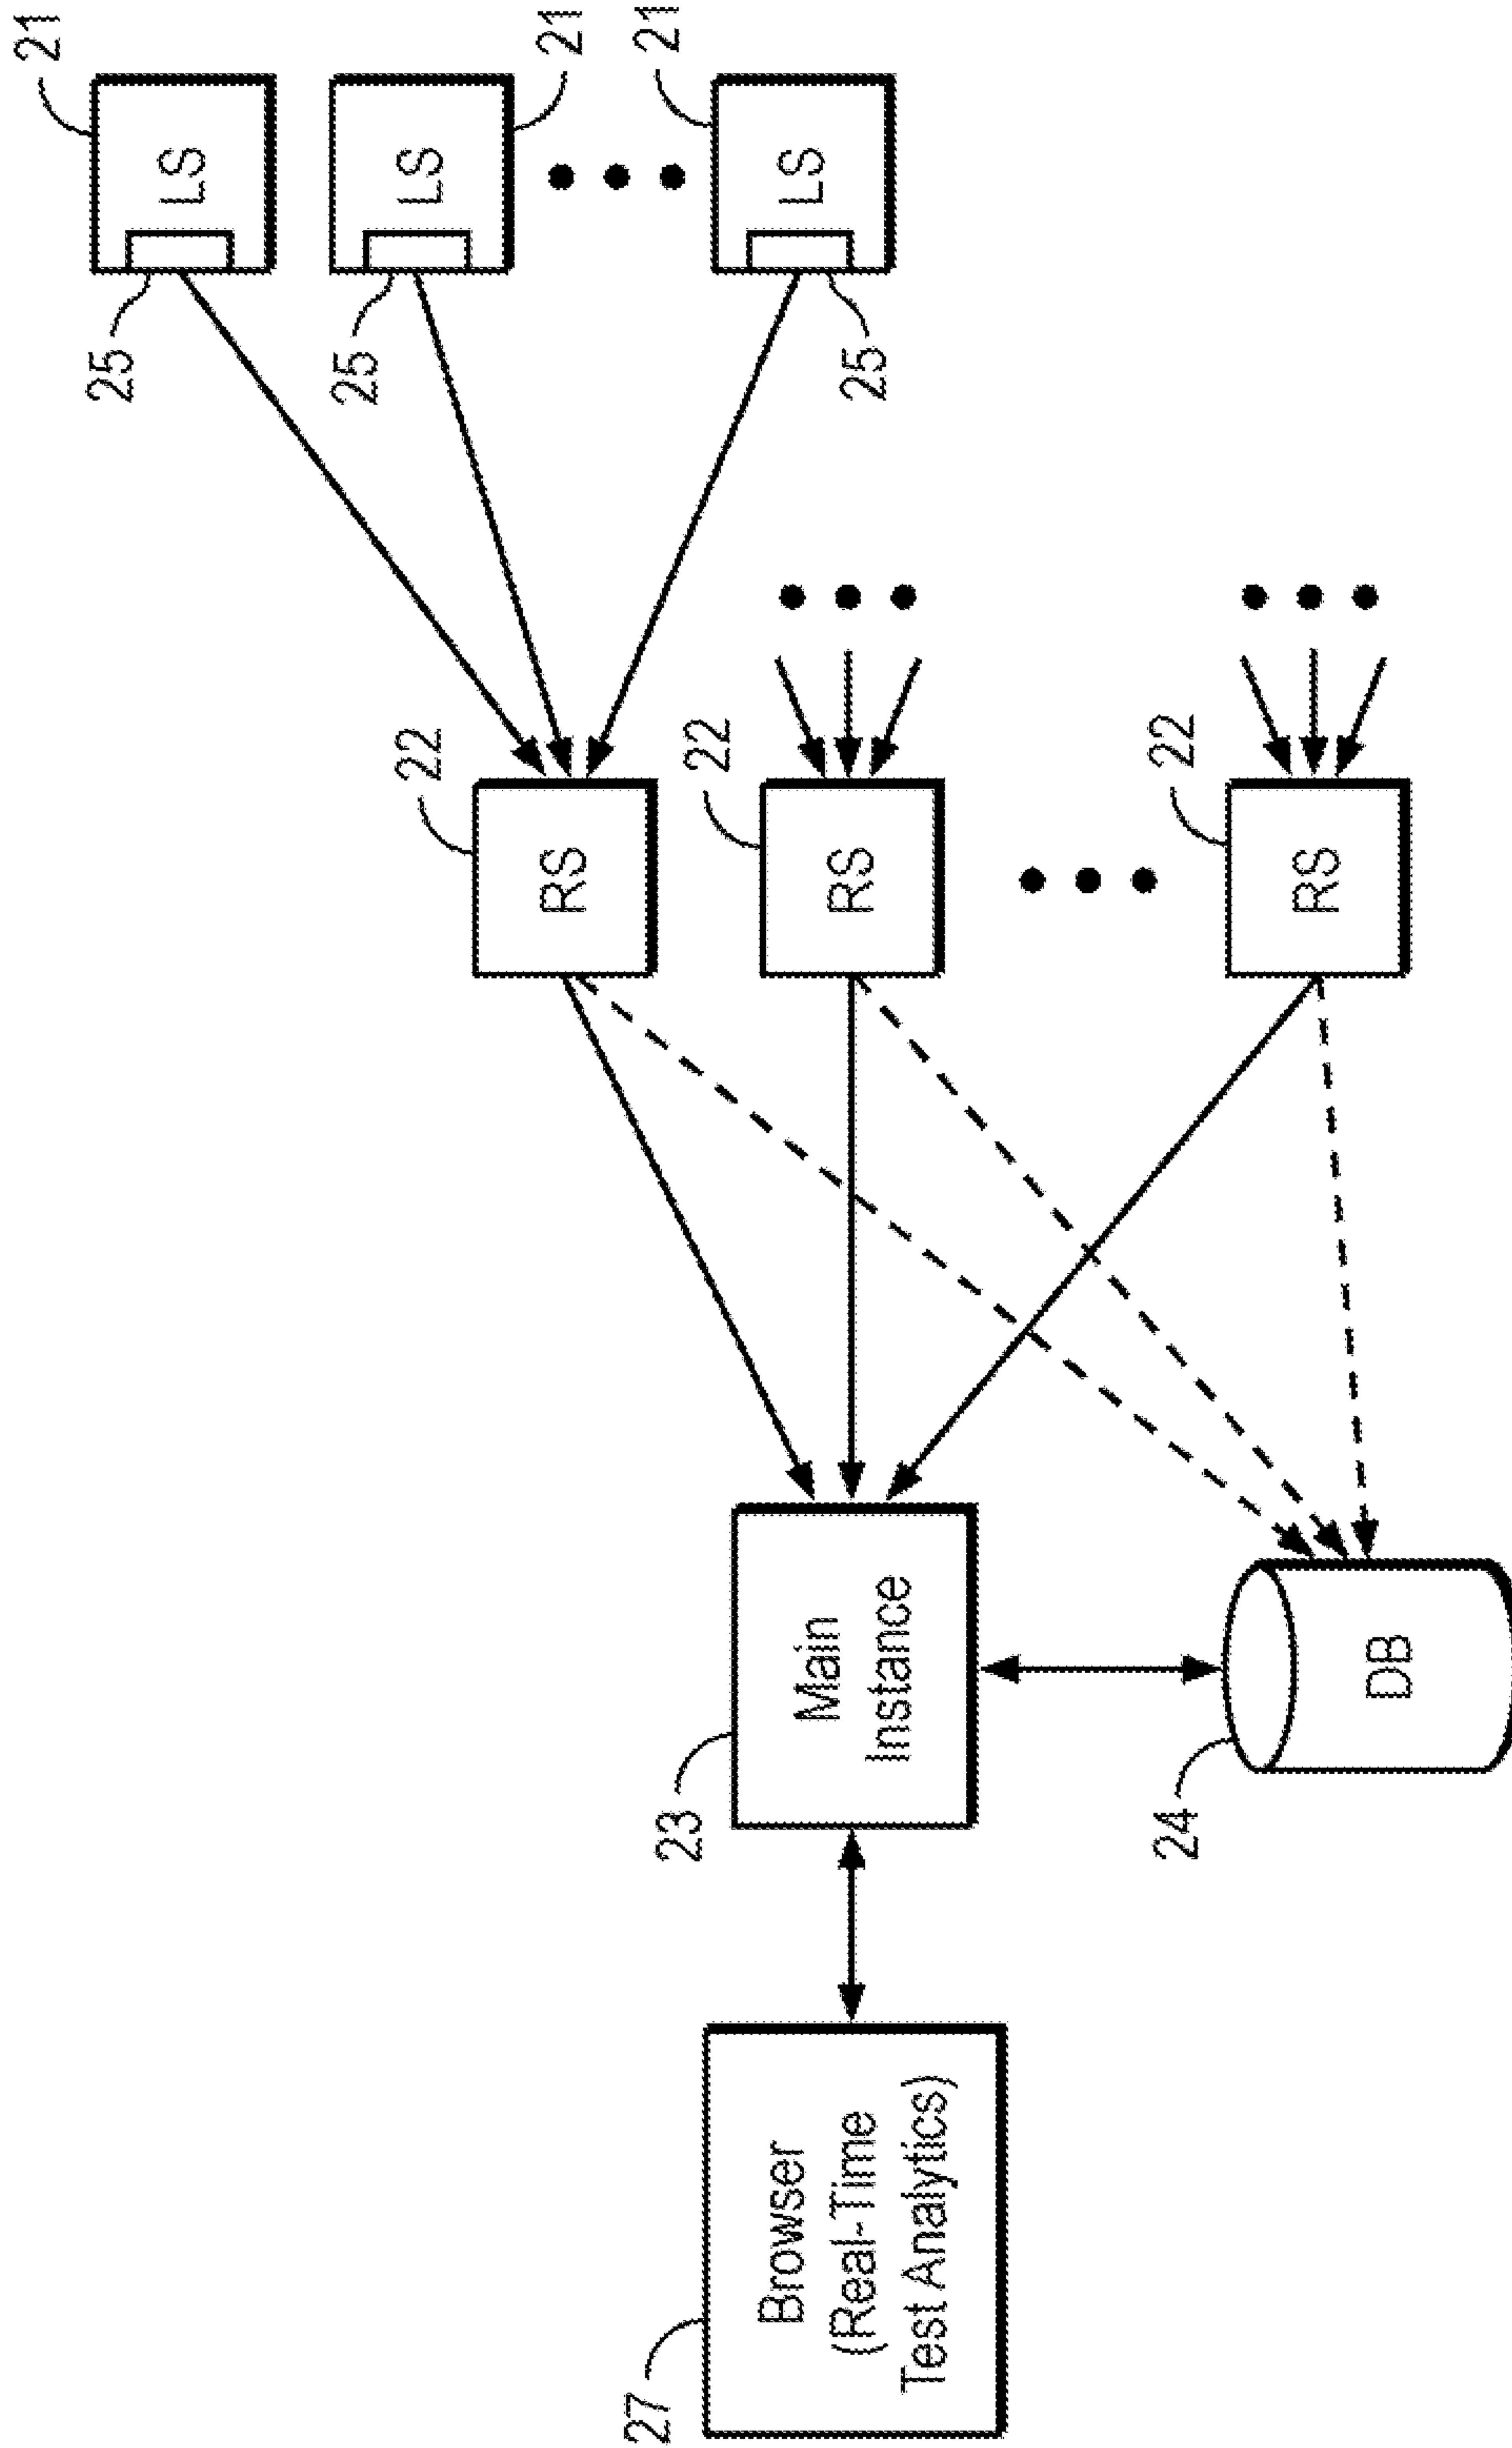 27
Browser
(Real-Time
Test Analytics)
23
Main
Instance
24
DB
22
RS
22
RS
22
RS
21
LS
25
21
LS
25
21
LS
25